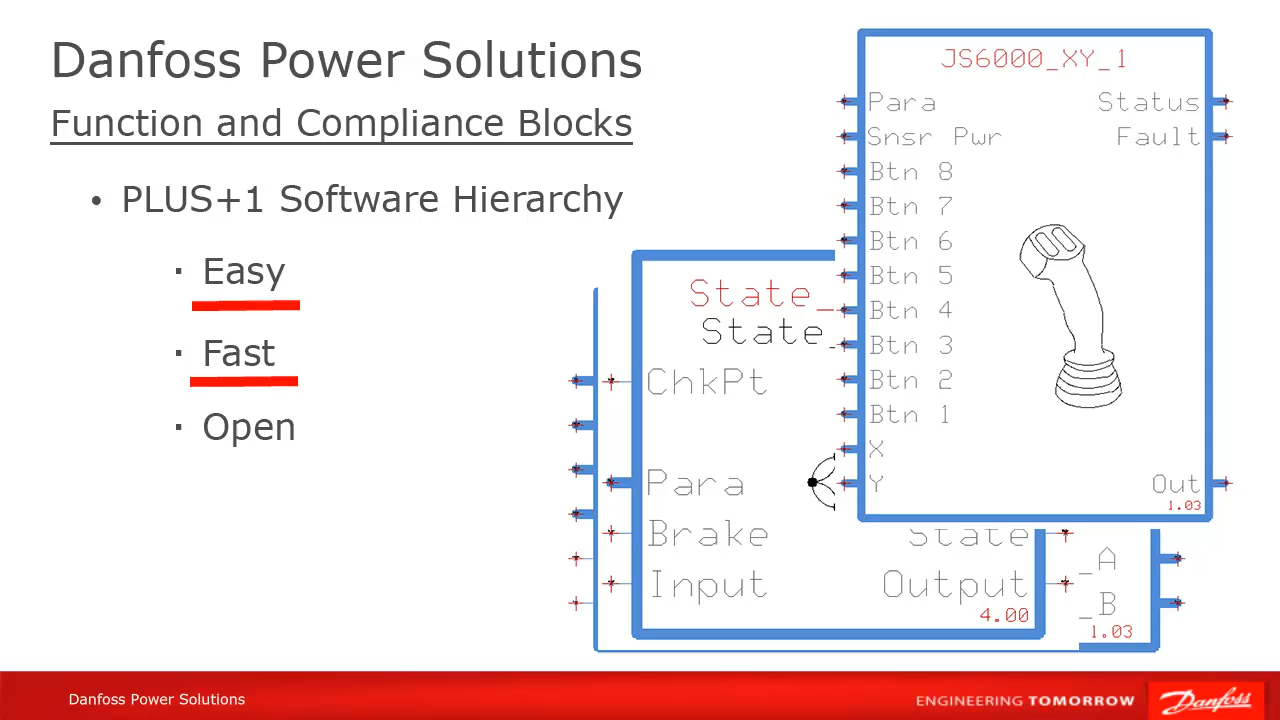 Danfoss Power Solutions
Function and Compliance Blocks
• PLUS+1 Software Hierarchy
· Easy
· Fast
· Open
JS6000_XY_1
Para
Status
Snsr Pwr
Fault
Btn 8
Btn 7
Btn 6
Btn 5
Btn 4
Btn 3
Btn 2
Btn 1
X
Y
Out
1.03
State_
State_
ChkPt
Para
Brake
State
Input
Output
4.00
_A
_B
1.03
Danfoss Power Solutions
ENGINEERING TOMORROW
Danfoss